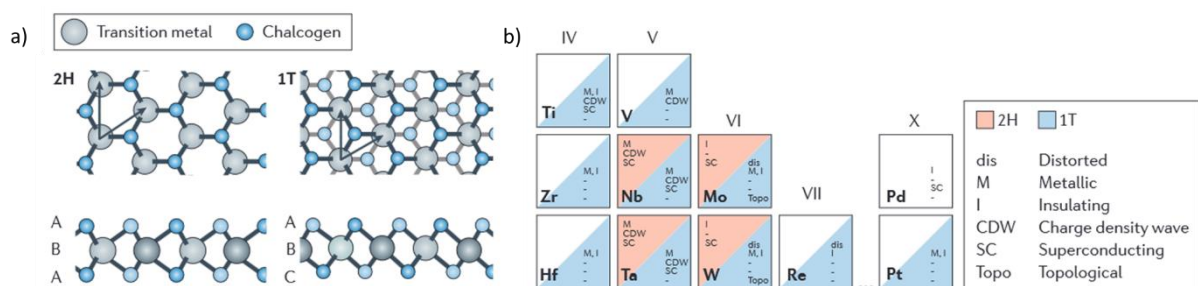 a)
Transition metal
Chalcogen
2H
1T
A
B
A
A
B
C
b)
IV
V
VI
VII
X
Ti
M, I
CDW
SC
-
V
M
CDW
-
-
Zr
M, I
-
-
-
Nb
M
CDW
SC
M
CDW
SC
-
Mo
I
-
SC
dis
M, I
-
-
Topo
Pd
I
-
SC
-
Hf
M, I
-
-
-
Ta
M
CDW
SC
M
CDW
SC
-
W
I
-
SC
dis
M, I
-
-
Topo
Re
dis
I
-
-
-
Pt
M, I
-
-
-
2H
1T
dis Distorted
M Metallic
I Insulating
CDW Charge density wave
SC Superconducting
Topo Topological